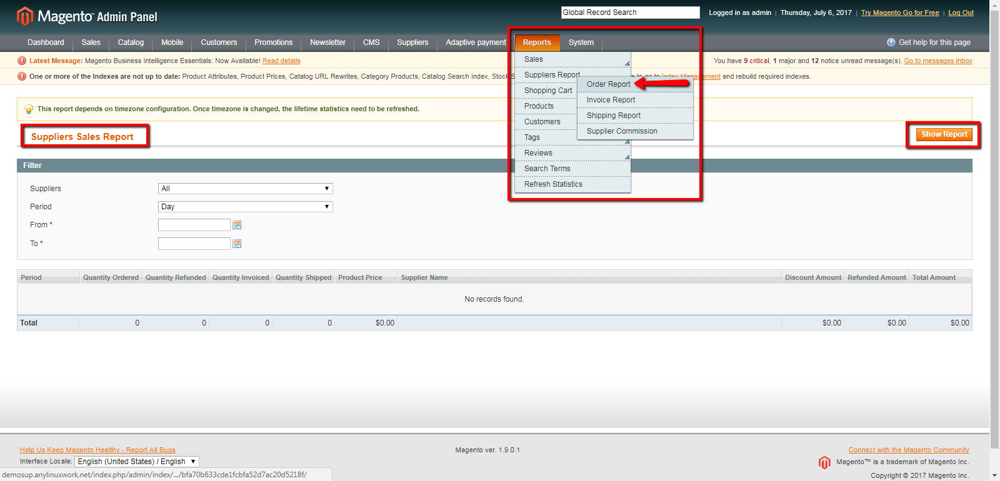 Magento™ Admin Panel
Global Record Search
Logged in as admin | Thursday, July 6, 2017 | Try Magento Go for Free | Log Out
Dashboard Sales Catalog Mobile Customers Promotions Newsletter CMS Suppliers Adaptive payment Reports System
Get help for this page
Latest Message: Magento Business Intelligence Essentials: Now Available! Read details
You have 9 critical, 1 major and 12 notice unread message(s). Go to messages inbox
One or more of the Indexes are not up to date: Product Attributes, Product Prices, Catalog URL Rewrites, Category Products, Catalog Search Index, Stock S
to go to Index Management and rebuild required indexes.
Sales
Suppliers Report
Shopping Cart
Products
Customers
Tags
Reviews
Search Terms
Refresh Statistics
Order Report
Invoice Report
Shipping Report
Supplier Commission
This report depends on timezone configuration. Once timezone is changed, the lifetime statistics need to be refreshed.
Suppliers Sales Report
Show Report
Filter
Suppliers All
Period Day
From *
To *
Period Quantity Ordered Quantity Refunded Quantity Invoiced Quantity Shipped Product Price Supplier Name Discount Amount Refunded Amount Total Amount
No records found.
Total 0 0 0 0 $0.00 $0.00 $0.00 $0.00
Help Us Keep Magento Healthy - Report All Bugs
Magento ver. 1.9.0.1
Connect with the Magento Community
Interface Locale: English (United States) / English
Magento™ is a trademark of Magento Inc.
Copyright © 2017 Magento Inc.
demosup.anylinuxwork.net/index.php/admin/index/.../bfa70b633cde1fcbfa52d7ac20d5218f/